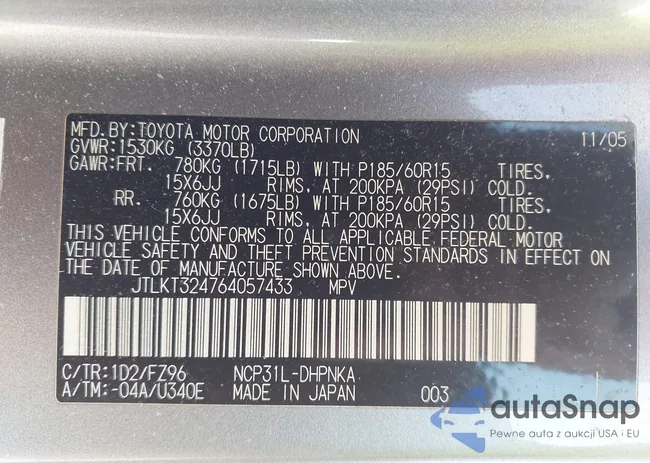 MFD. BY: TOYOTA MOTOR CORPORATION 11/05
GVWR: 1530KG (3370LB)
GAWR: FRT. 780KG (1715LB) WITH P185/60R15 TIRES,
15X6JJ RIMS, AT 200KPA (29PSI) COLD.
RR. 760KG (1675LB) WITH P185/60R15 TIRES,
15X6JJ RIMS, AT 200KPA (29PSI) COLD.
THIS VEHICLE CONFORMS TO ALL APPLICABLE FEDERAL MOTOR
VEHICLE SAFETY AND THEFT PREVENTION STANDARDS IN EFFECT ON
THE DATE OF MANUFACTURE SHOWN ABOVE.
JTLKT324764057433 MPV
C/TR: 1D2/FZ96 NCP31L-DHPNKA
A/TM: -04A/U340E MADE IN JAPAN 003
autaSnap
Pewne auta z aukcji USA i EU